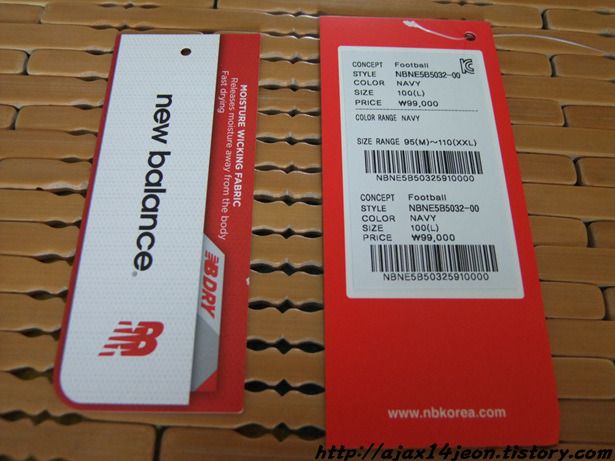 MOISTURE WICKING FABRIC
Releases moisture away from the body
Fast drying
new balance
NB DRY
NB
CONCEPT Football
STYLE NBNE5B5032-00
COLOR NAVY
SIZE 100(L)
PRICE ₩99,000
COLOR RANGE NAVY
SIZE RANGE 95(M)~110(XXL)
NBNE5B50325910000
CONCEPT Football
STYLE NBNE5B5032-00
COLOR NAVY
SIZE 100(L)
PRICE ₩99,000
NBNE5B50325910000
www.nbkorea.com
http://ajax14jeon.tistory.com